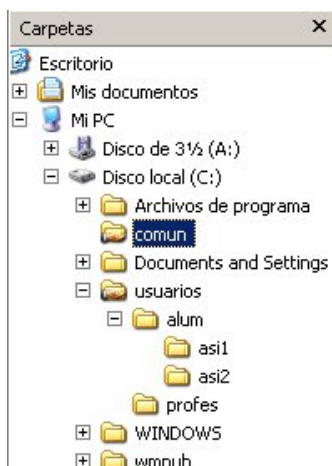 Carpetas
Escritorio
Mis documentos
Mi PC
Disco de 3½ (A:)
Disco local (C:)
Archivos de programa
comun
Documents and Settings
usuarios
alum
asi1
asi2
profes
WINDOWS
wmpub